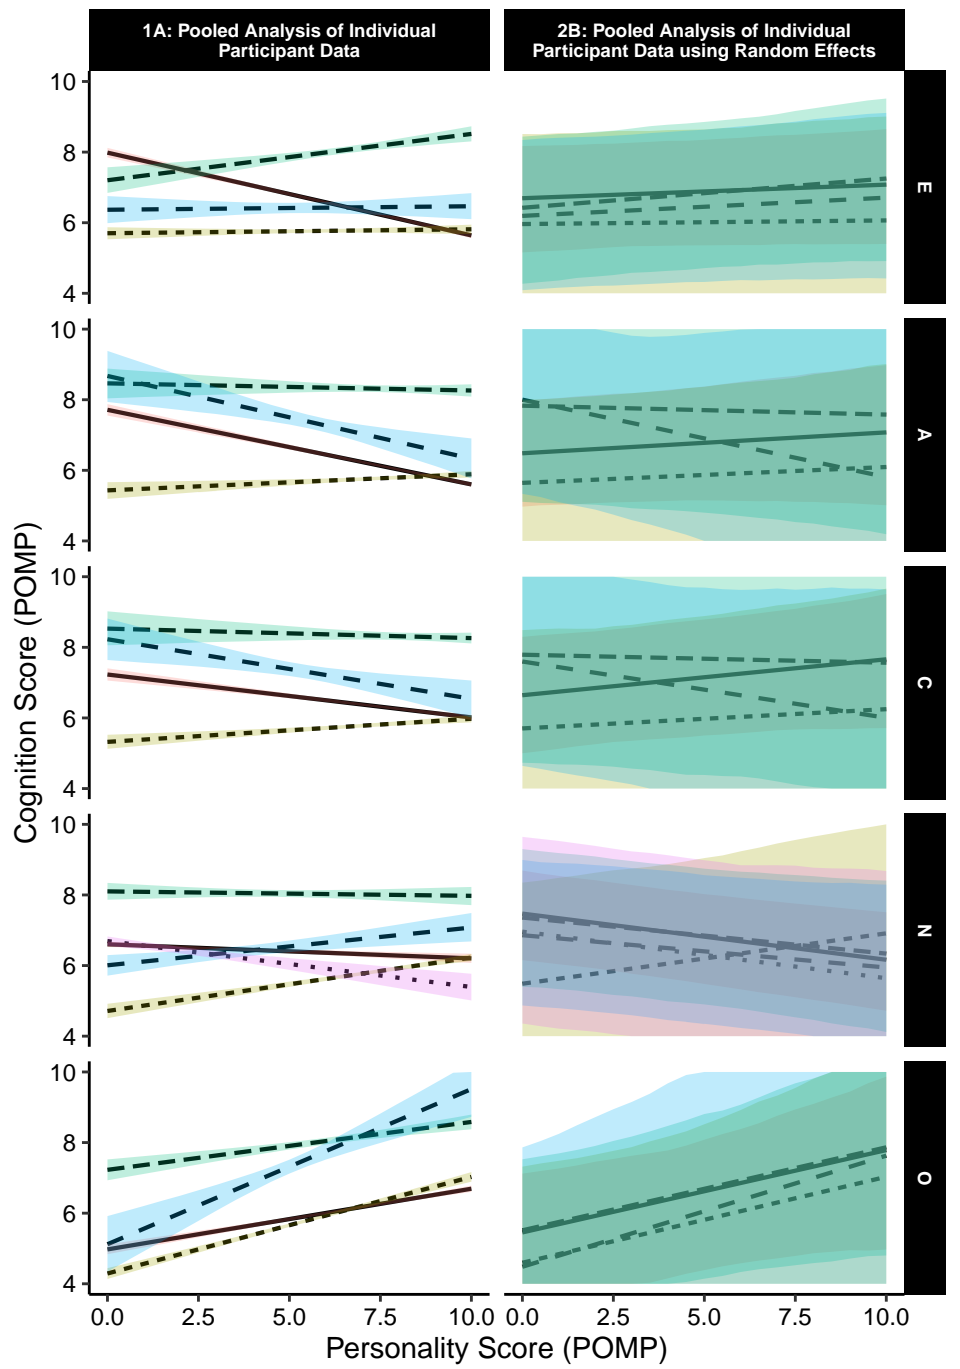 1A: Pooled Analysis of Individual
Participant Data
2B: Pooled Analysis of Individual
Participant Data using Random Effects
10
8
6
4
E
10
8
6
4
A
10
8
6
4
C
10
8
6
4
N
10
8
6
4
O
Cognition Score (POMP)
0.0 2.5 5.0 7.5 10.0 0.0 2.5 5.0 7.5 10.0
Personality Score (POMP)